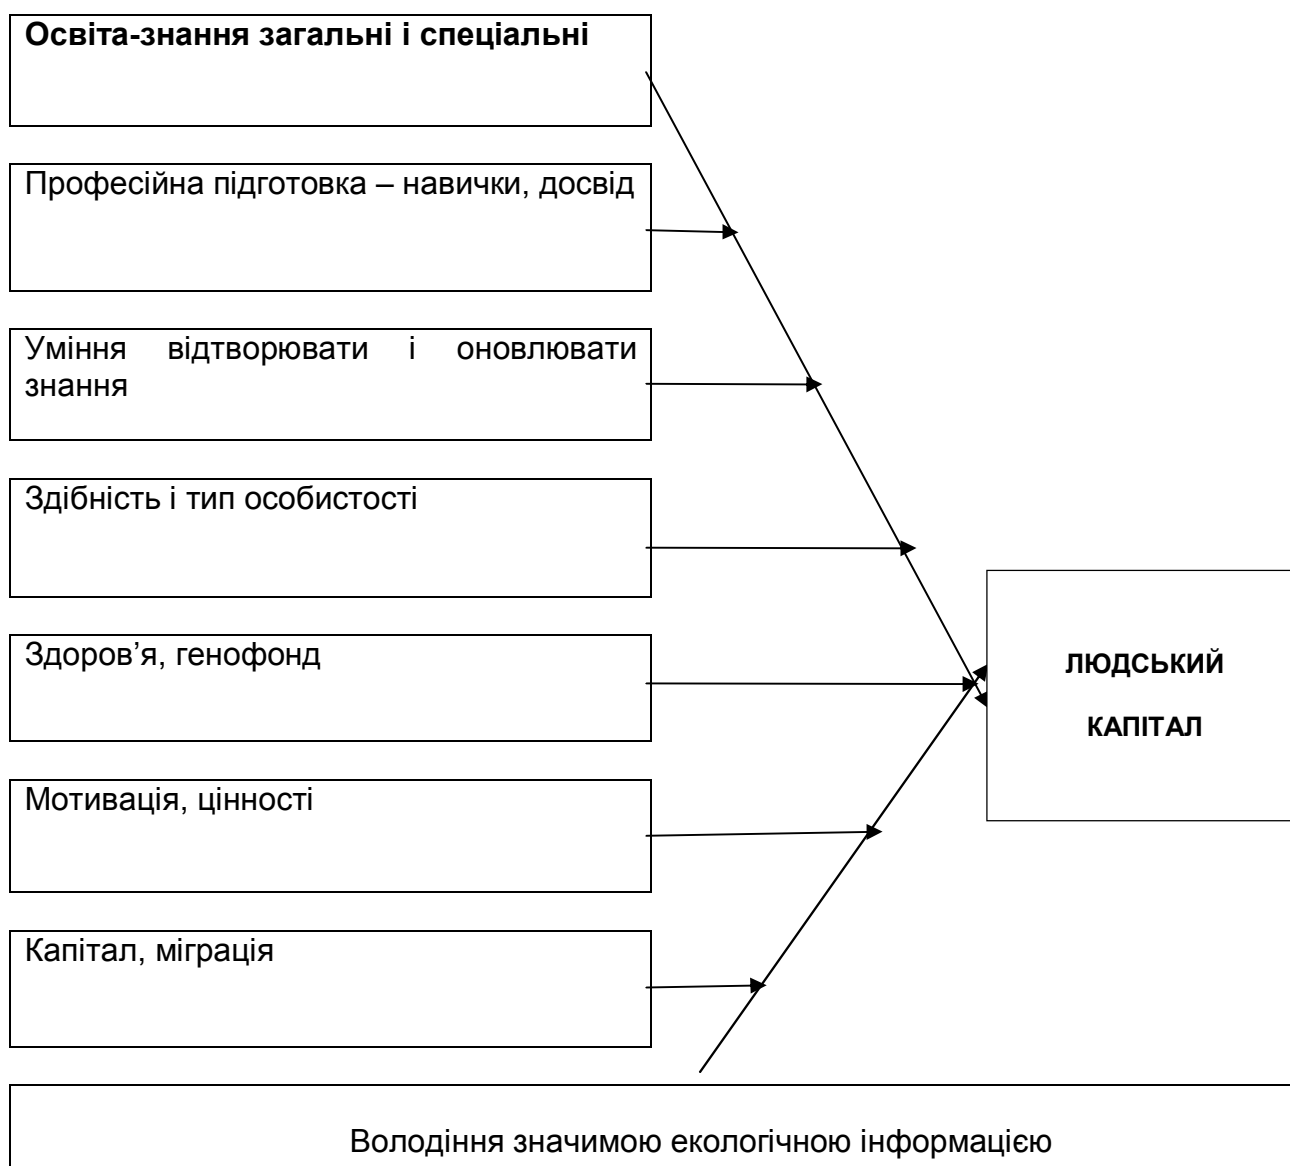 Освіта-знання загальні і спеціальні
Професійна підготовка – навички, досвід
Уміння відтворювати і оновлювати
знання
Здібність і тип особистості
Здоров’я, генофонд
Мотивація, цінності
Капітал, міграція
ЛЮДСЬКИЙ
КАПІТАЛ
Володіння значимою екологічною інформацією